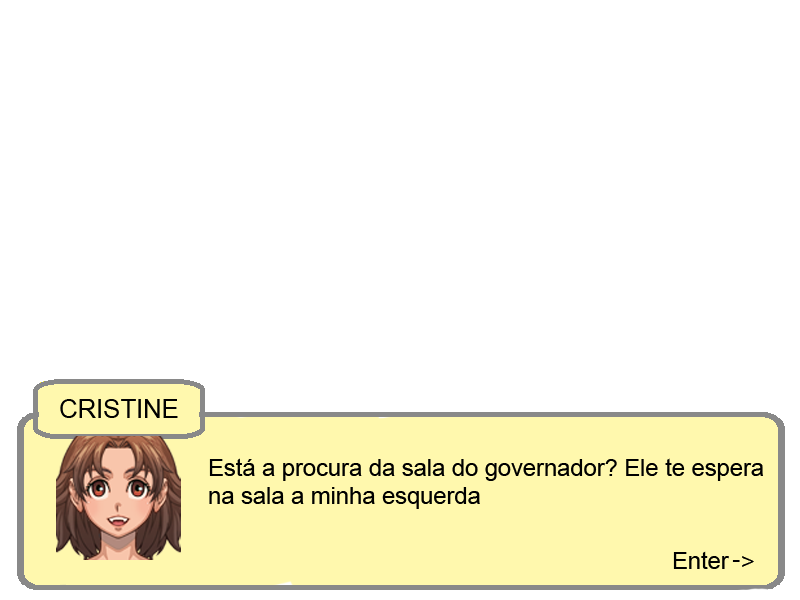 CRISTINE
Está a procura da sala do governador? Ele te espera
na sala a minha esquerda
Enter ->